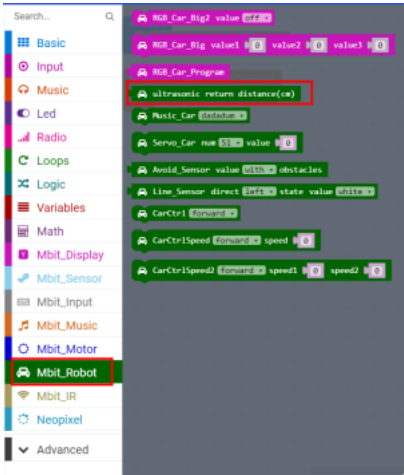 Search...
Basic
Input
Music
Led
Radio
Loops
Logic
Variables
Math
Mbit_Display
Mbit_Sensor
Mbit_Input
Mbit_Music
Mbit_Motor
Mbit_Robot
Mbit_IR
Neopixel
Advanced
RGB_Car_Big2 value off
RGB_Car_Big value1 0 value2 0 value3 0
RGB_Car_Program
ultrasonic return distance(cm)
Music_Car dadadum
Servo_Car num S1 value 0
Avoid_Sensor value with obstacles
Line_Sensor direct left state value white
CarCtrl forward
CarCtrlSpeed forward speed 0
CarCtrlSpeed2 forward speed1 0 speed2 0